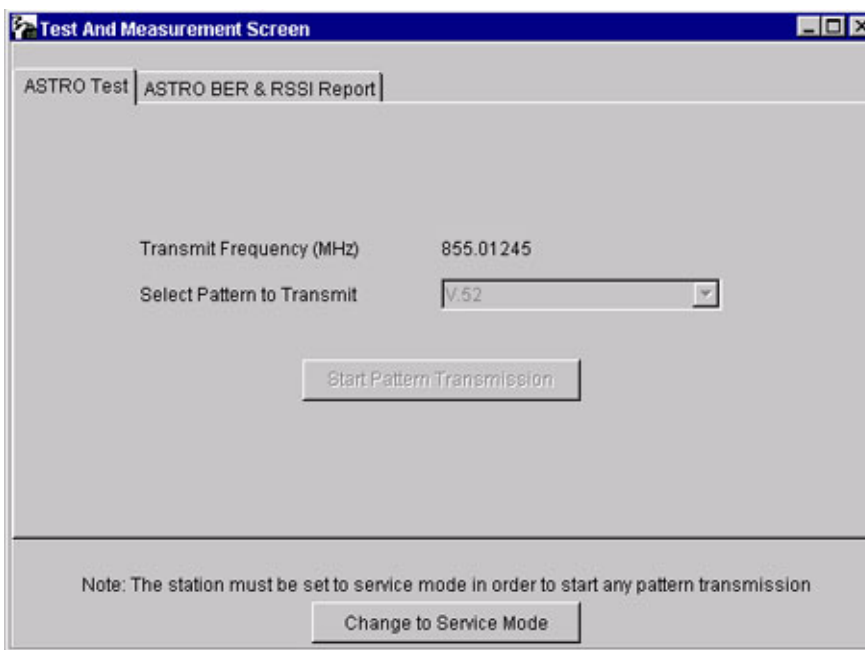 Test And Measurement Screen
ASTRO Test ASTRO BER & RSSI Report
Transmit Frequency (MHz) 855.01245
Select Pattern to Transmit V.52
Start Pattern Transmission
Note: The station must be set to service mode in order to start any pattern transmission
Change to Service Mode